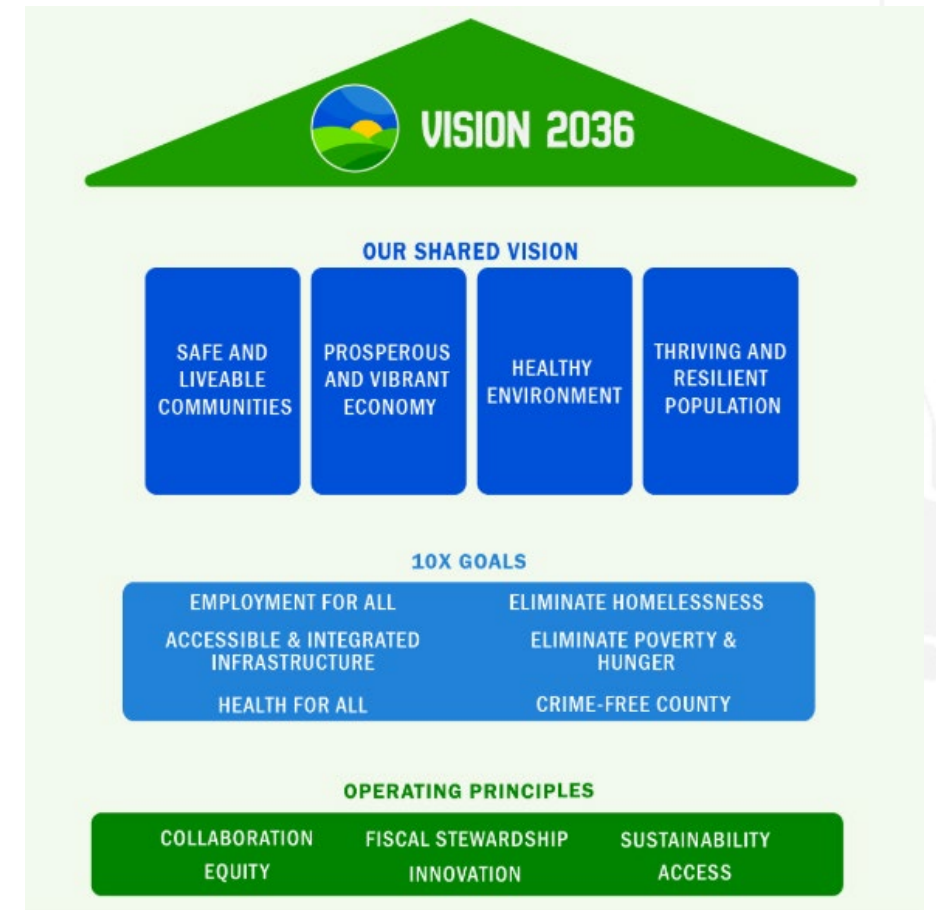 VISION 2036
OUR SHARED VISION
SAFE AND
LIVEABLE
COMMUNITIES
PROSPEROUS
AND VIBRANT
ECONOMY
HEALTHY
ENVIRONMENT
THRIVING AND
RESILIENT
POPULATION
10X GOALS
EMPLOYMENT FOR ALL
ACCESSIBLE & INTEGRATED
INFRASTRUCTURE
HEALTH FOR ALL
ELIMINATE HOMELESSNESS
ELIMINATE POVERTY &
HUNGER
CRIME-FREE COUNTY
OPERATING PRINCIPLES
COLLABORATION
EQUITY
FISCAL STEWARDSHIP
INNOVATION
SUSTAINABILITY
ACCESS